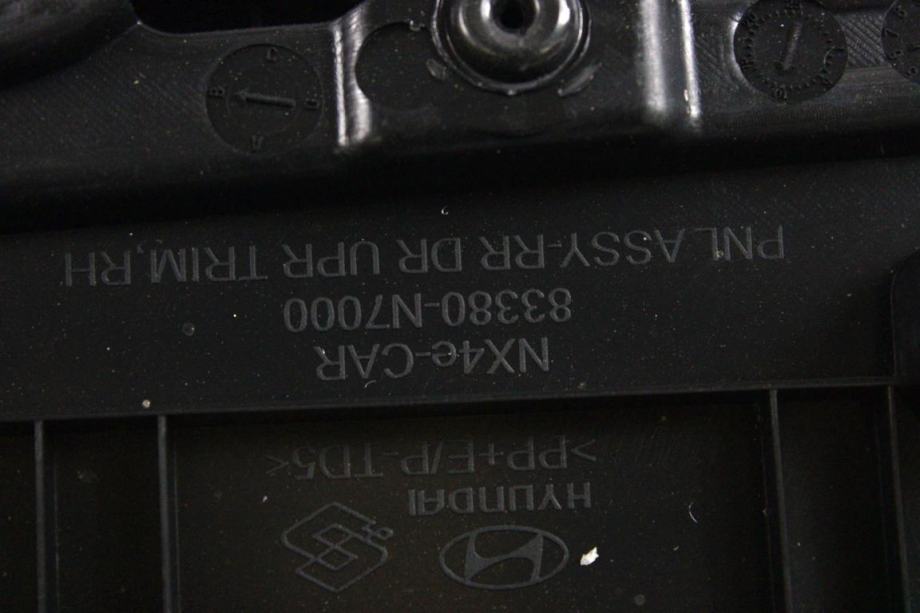 HYUNDAI
>PP+E/P-TD5<
NX4e-CAR
83380-N7000
PNL ASSY-RR DR UPR TRIM,RH
A B C D